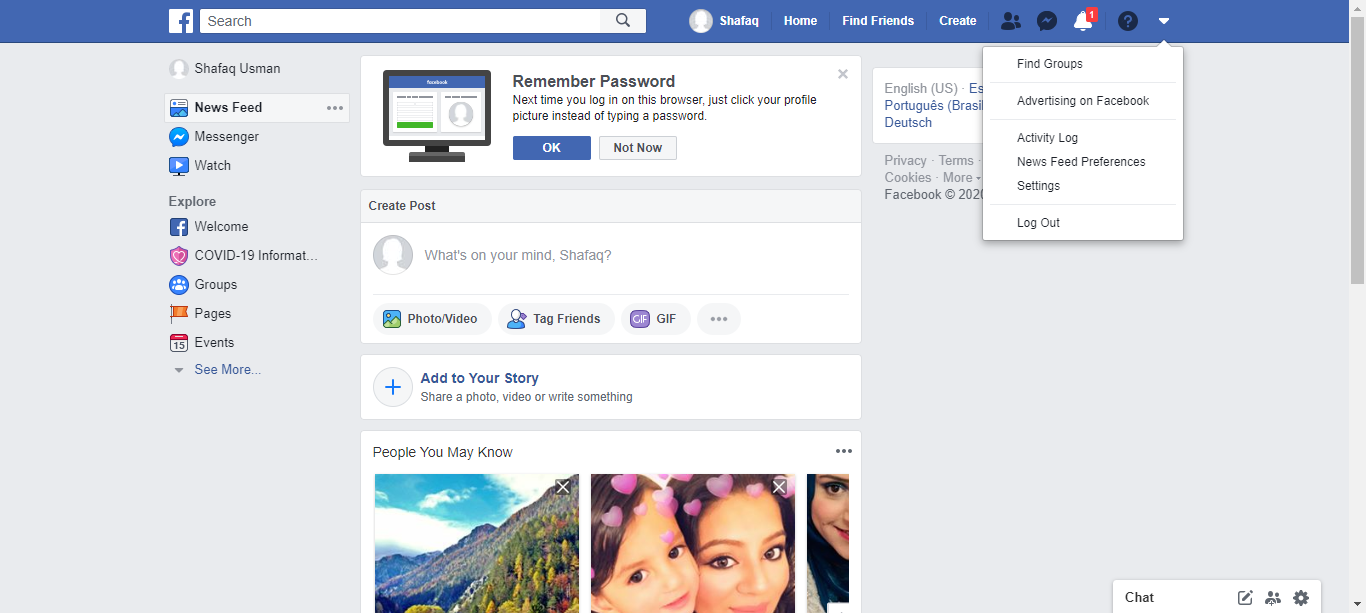 Search
Shafaq
Home
Find Friends
Create
1
?
Find Groups
Advertising on Facebook
Activity Log
News Feed Preferences
Settings
Log Out
Shafaq Usman
News Feed
Messenger
Watch
Explore
Welcome
COVID-19 Informat...
Groups
Pages
15
Events
See More...
facebook
Remember Password
Next time you log in on this browser, just click your profile
picture instead of typing a password.
OK
Not Now
Create Post
What's on your mind, Shafaq?
Photo/Video
Tag Friends
GIF
GIF
Add to Your Story
Share a photo, video or write something
People You May Know
English (US) · Es
Português (Brasil
Deutsch
Privacy · Terms ·
Cookies · More
Facebook © 2020
Chat